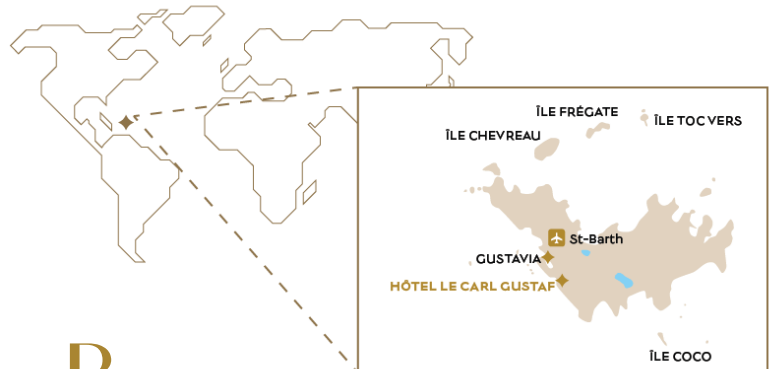 ÎLE FRÉGATE
ÎLE TOC VERS
ÎLE CHEVREAU
St-Barth
GUSTAVIA
HÔTEL LE CARL GUSTAF
ÎLE COCO